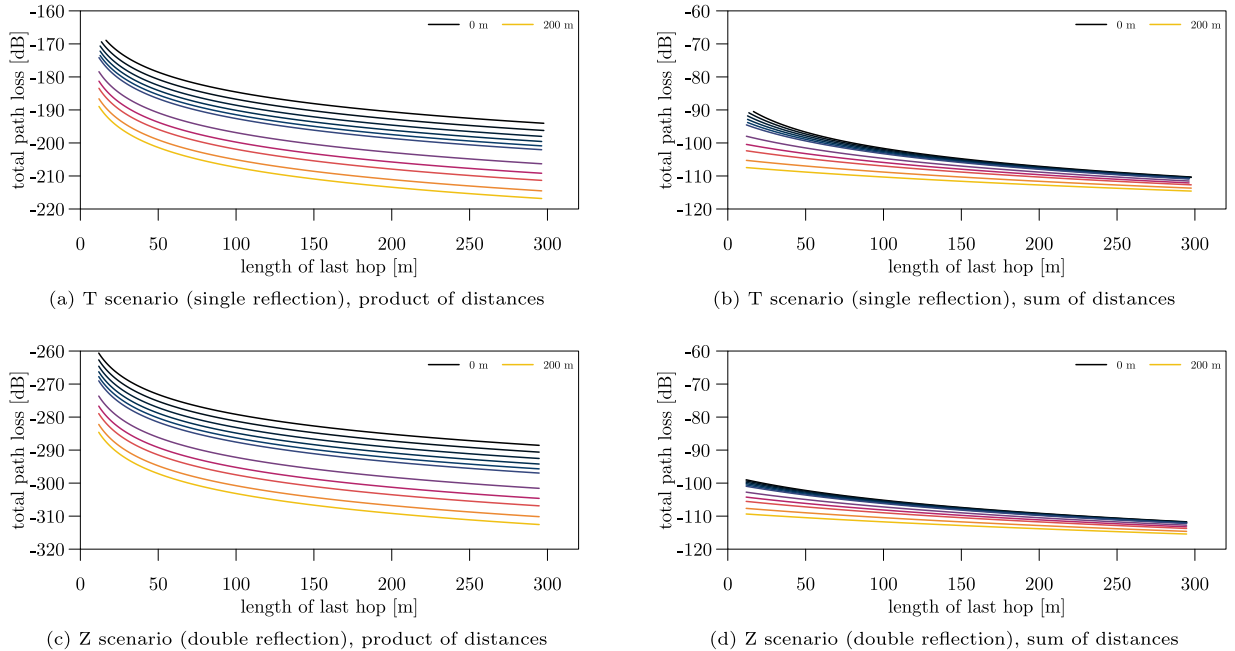 -160
-170
-180
-190
-200
-210
-220
total path loss [dB]
0 m
200 m
0 50 100 150 200 250 300
length of last hop [m]
(a) T scenario (single reflection), product of distances
-60
-70
-80
-90
-100
-110
-120
total path loss [dB]
0 m
200 m
0 50 100 150 200 250 300
length of last hop [m]
(b) T scenario (single reflection), sum of distances
-260
-270
-280
-290
-300
-310
-320
total path loss [dB]
0 m
200 m
0 50 100 150 200 250 300
length of last hop [m]
(c) Z scenario (double reflection), product of distances
-60
-70
-80
-90
-100
-110
-120
total path loss [dB]
0 m
200 m
0 50 100 150 200 250 300
length of last hop [m]
(d) Z scenario (double reflection), sum of distances